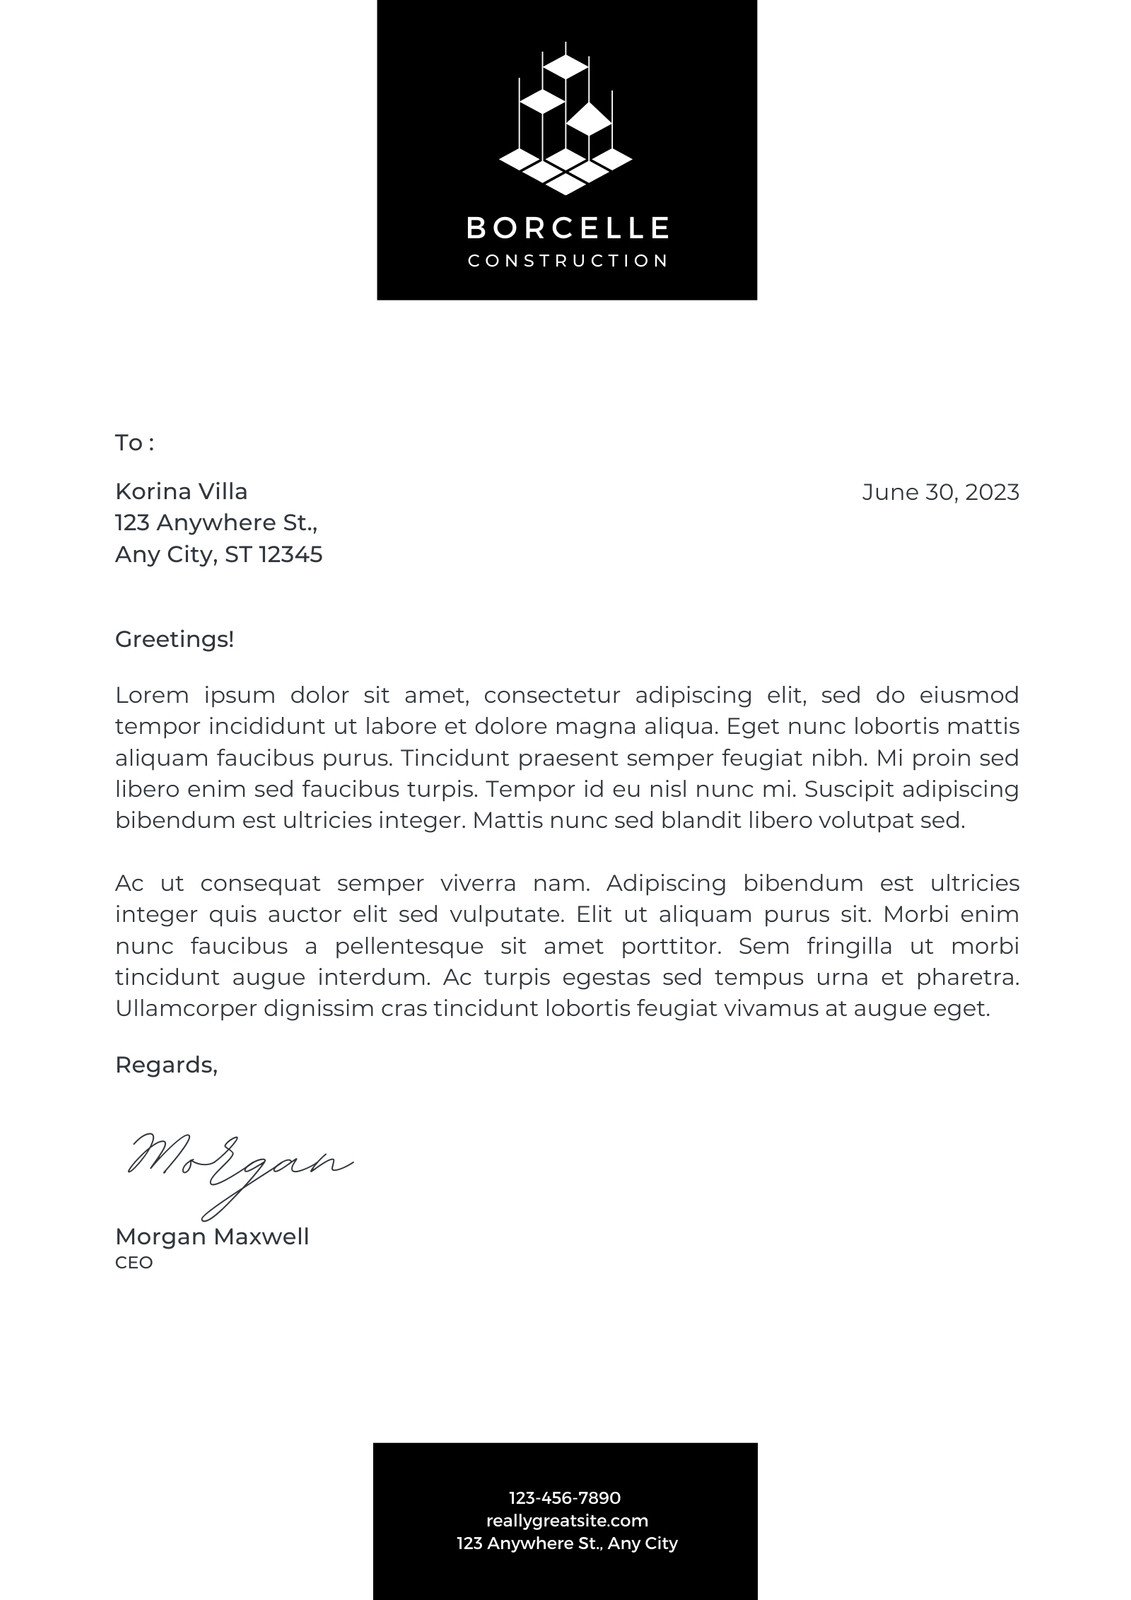 BORCELLE
CONSTRUCTION
To :
Korina Villa
June 30, 2023
123 Anywhere St.,
Any City, ST 12345
Greetings!
Lorem ipsum dolor sit amet, consectetur adipiscing elit, sed do eiusmod
tempor incididunt ut labore et dolore magna aliqua. Eget nunc lobortis mattis
aliquam faucibus purus. Tincidunt praesent semper feugiat nibh. Mi proin sed
libero enim sed faucibus turpis. Tempor id eu nisl nunc mi. Suscipit adipiscing
bibendum est ultricies integer. Mattis nunc sed blandit libero volutpat sed.
Ac ut consequat semper viverra nam. Adipiscing bibendum est ultricies
integer quis auctor elit sed vulputate. Elit ut aliquam purus sit. Morbi enim
nunc faucibus a pellentesque sit amet porttitor. Sem fringilla ut morbi
tincidunt augue interdum. Ac turpis egestas sed tempus urna et pharetra.
Ullamcorper dignissim cras tincidunt lobortis feugiat vivamus at augue eget.
Regards,
Morgan
Morgan Maxwell
CEO
123-456-7890
reallygreatsite.com
123 Anywhere St., Any City